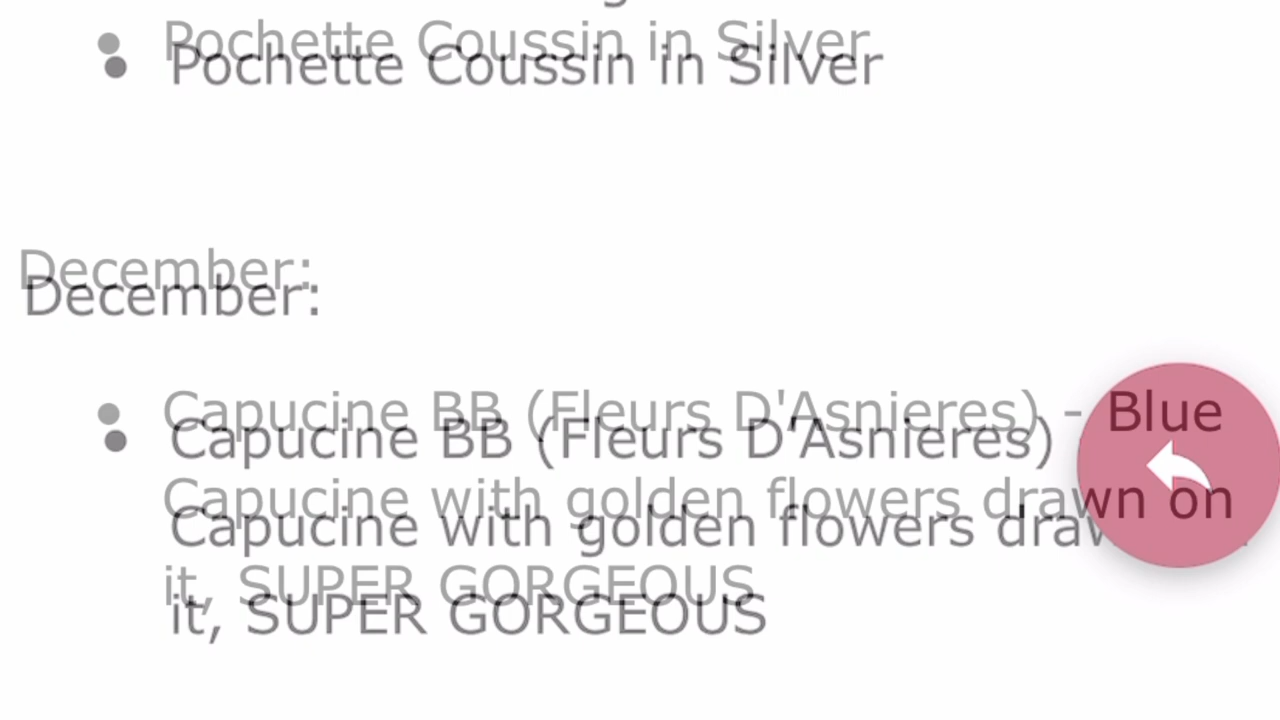 • Pochette Coussin in Silver
December:
• Capucine BB (Fleurs D'Asnieres) - Blue
Capucine with golden flowers drawn on
it, SUPER GORGEOUS